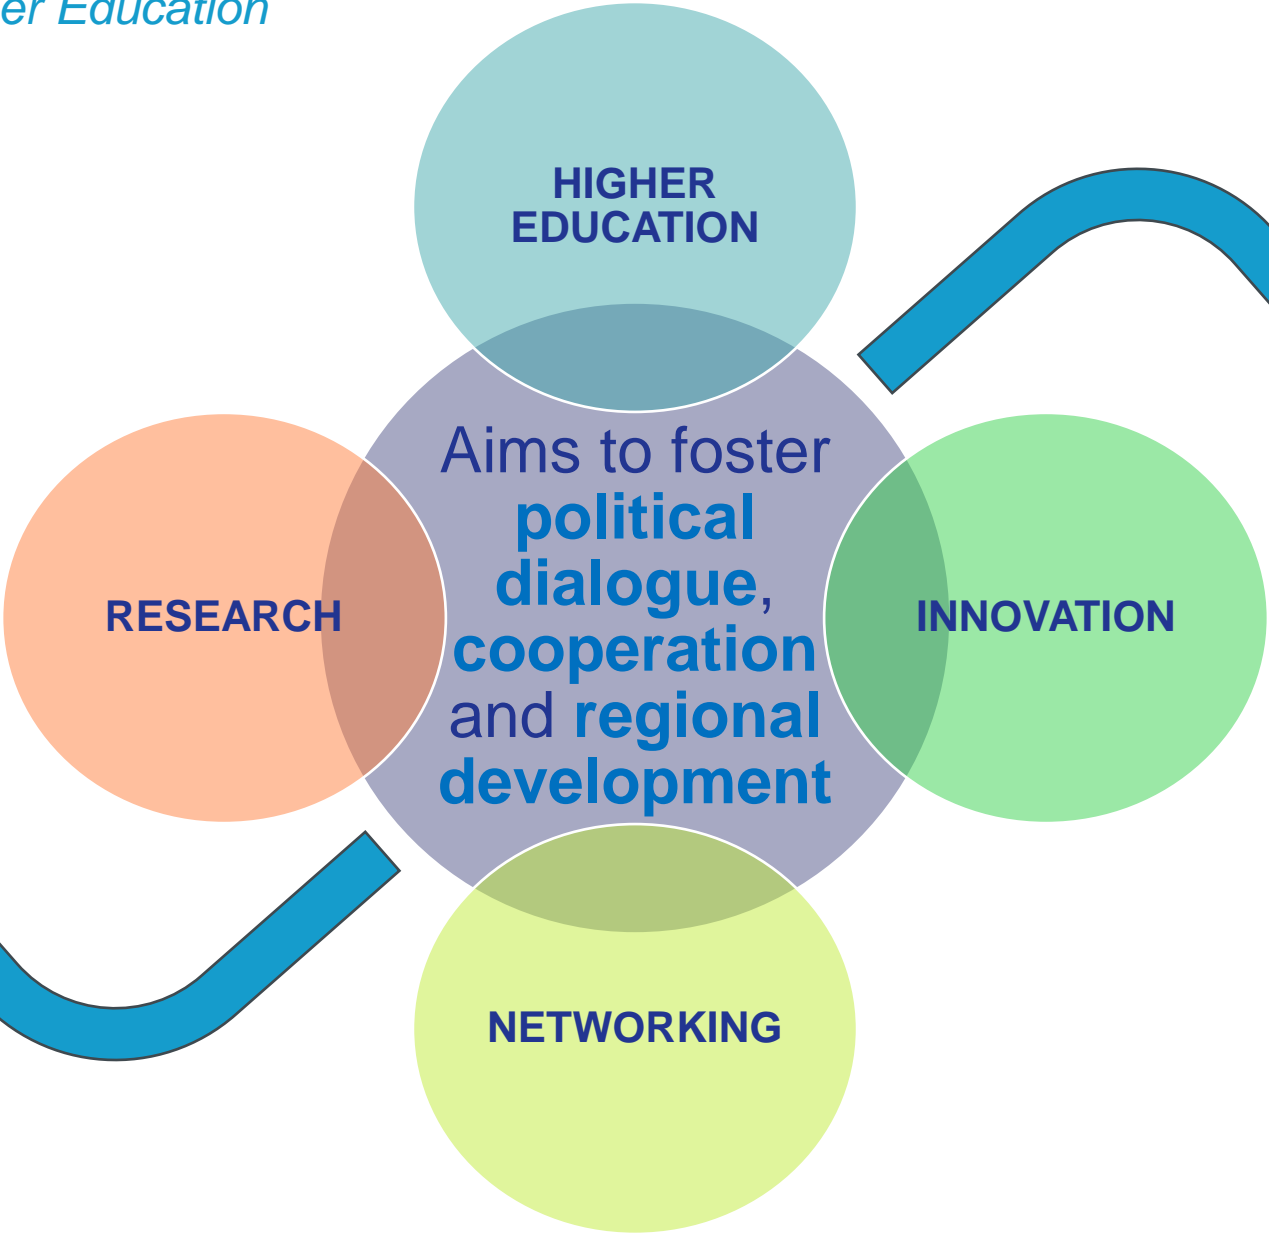 er Education
HIGHER
EDUCATION
Aims to foster
political
dialogue,
cooperation
and regional
development
RESEARCH
INNOVATION
NETWORKING